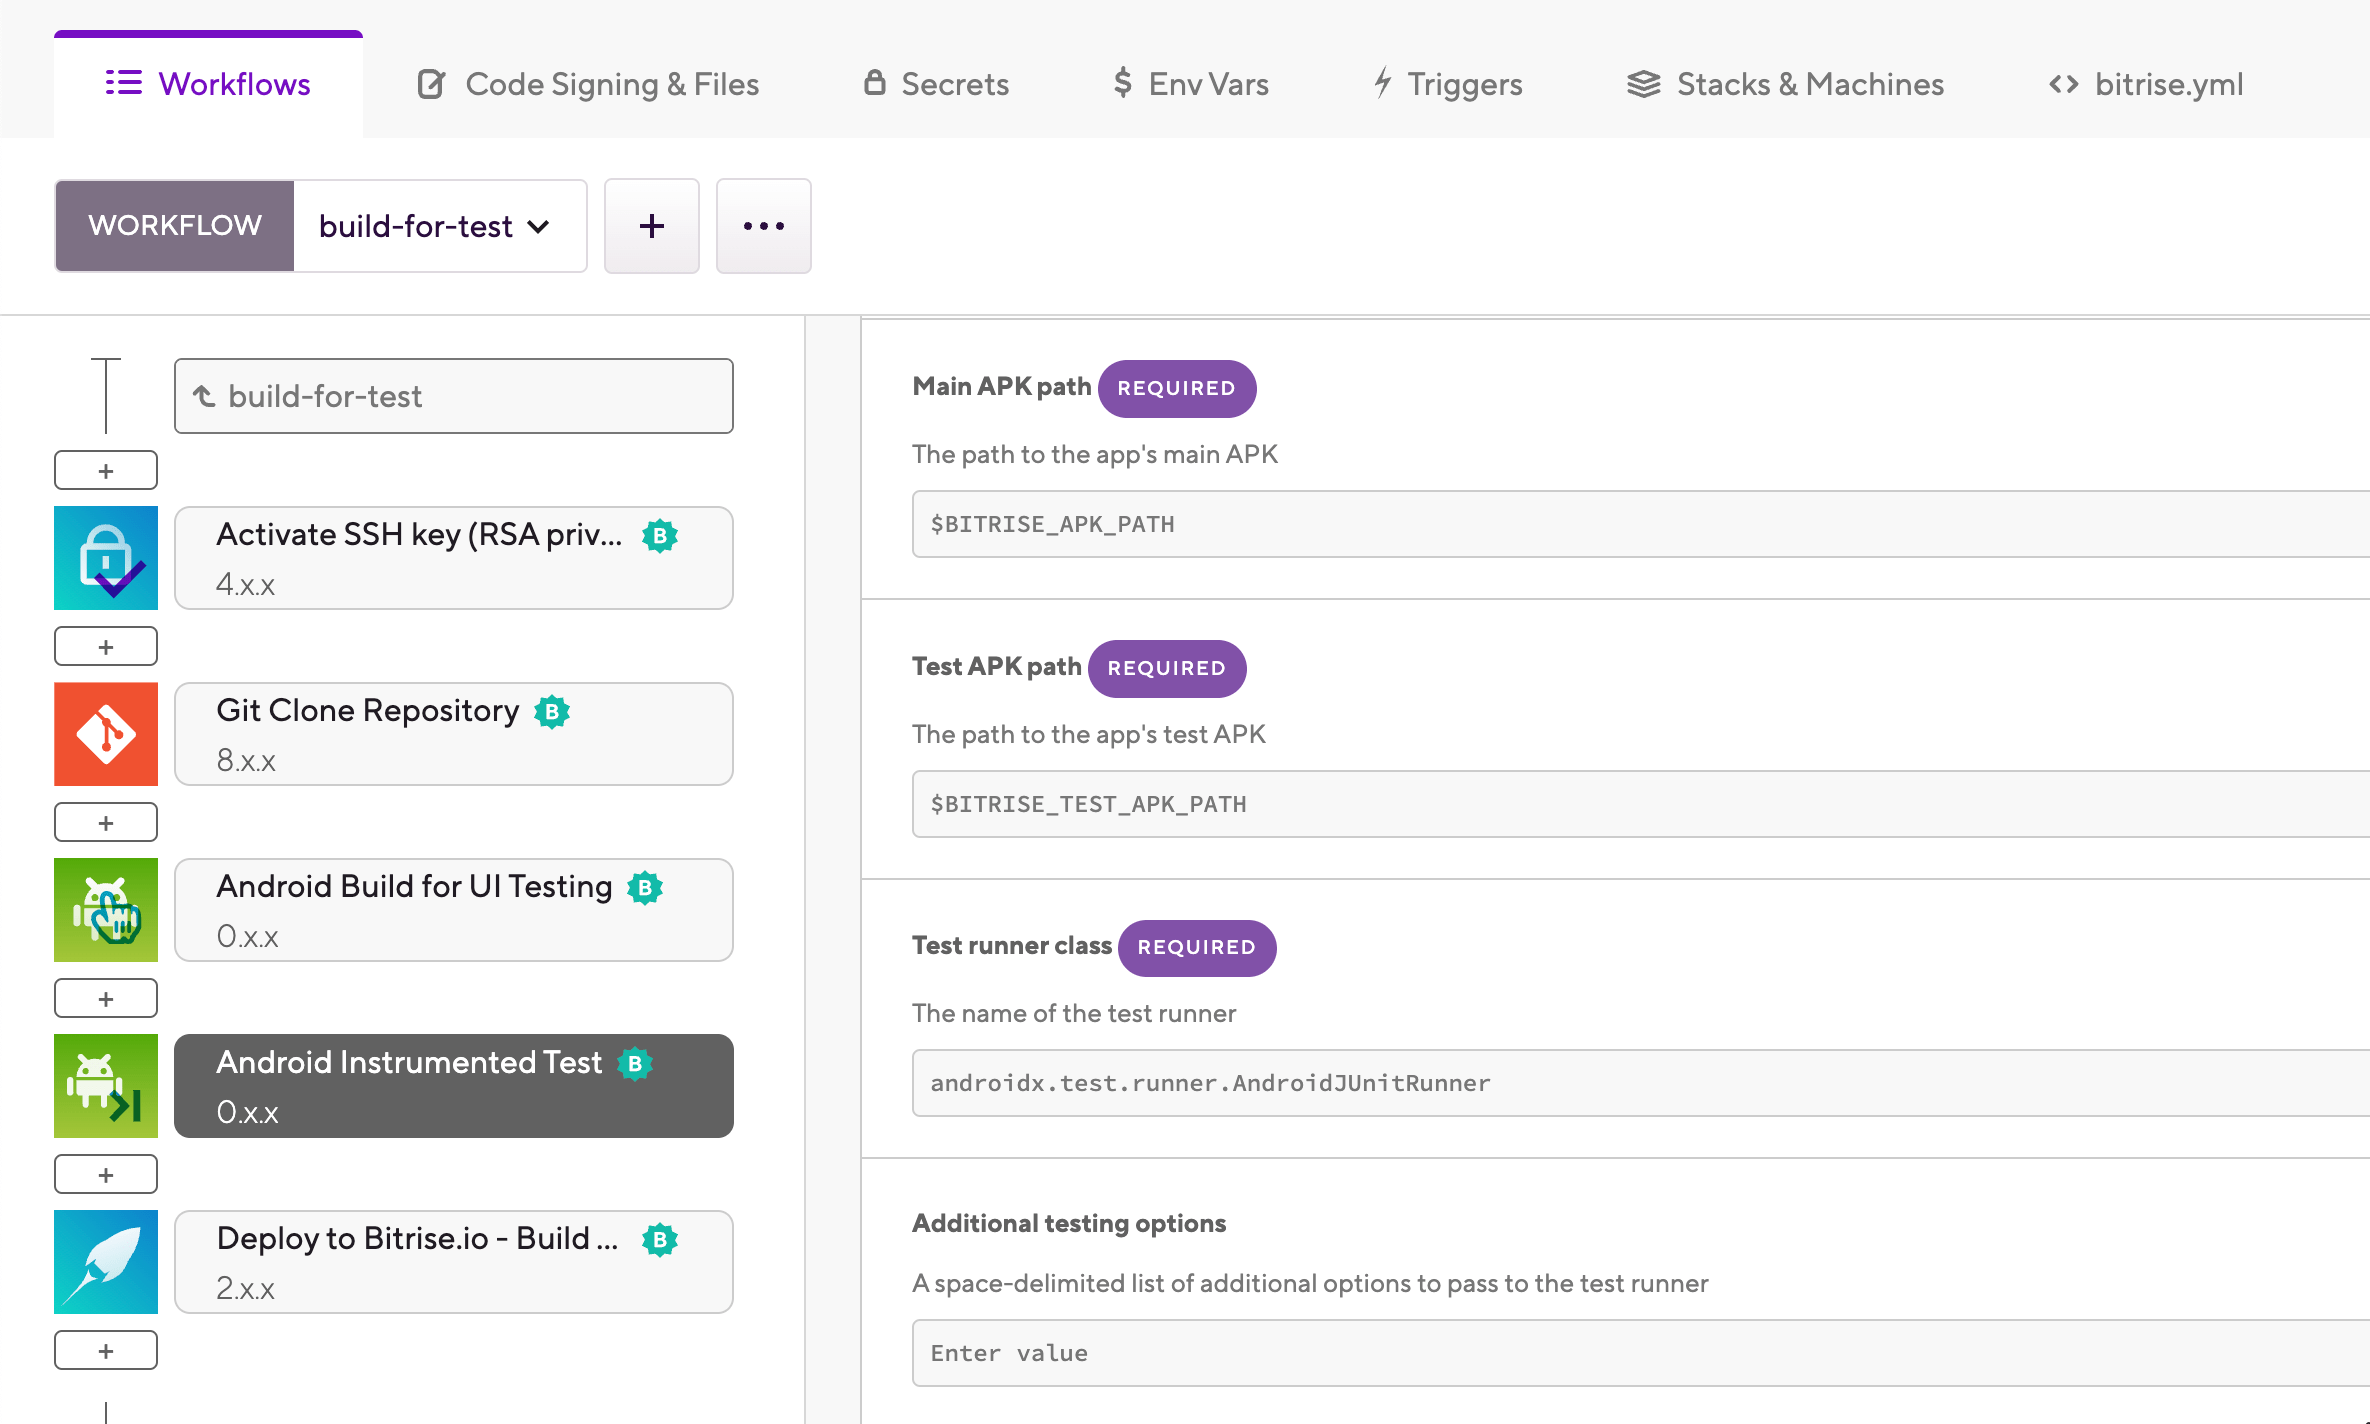 Workflows
Code Signing & Files
Secrets
Env Vars
Triggers
Stacks & Machines
bitrise.yml
WORKFLOW
build-for-test
build-for-test
+
Activate SSH key (RSA priv... B
4.x.x
+
Git Clone Repository B
8.x.x
+
Android Build for UI Testing B
0.x.x
+
Android Instrumented Test B
0.x.x
+
Deploy to Bitrise.io - Build ... B
2.x.x
+
Main APK path REQUIRED
The path to the app's main APK
$BITRISE_APK_PATH
Test APK path REQUIRED
The path to the app's test APK
$BITRISE_TEST_APK_PATH
Test runner class REQUIRED
The name of the test runner
androidx.test.runner.AndroidJUnitRunner
Additional testing options
A space-delimited list of additional options to pass to the test runner
Enter value